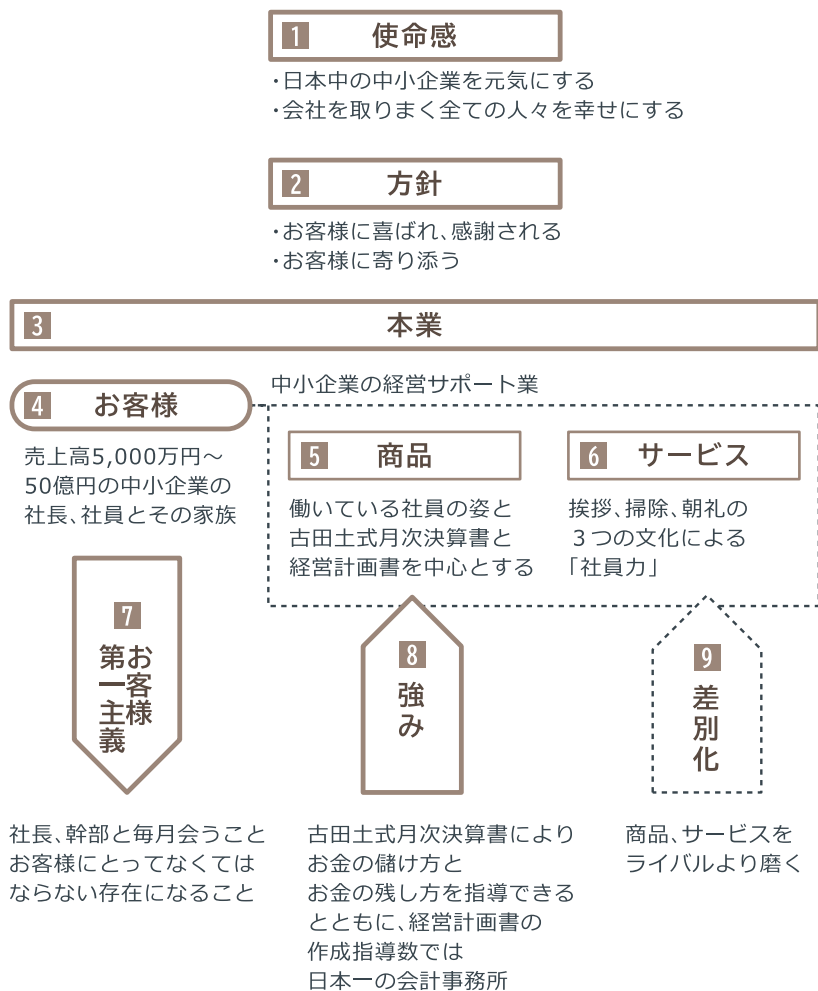 1 使命感
・日本中の中小企業を元気にする
・会社を取りまく全ての人々を幸せにする
2 方針
・お客様に喜ばれ、感謝される
・お客様に寄り添う
3 本業
4 お客様
売上高5,000万円〜
50億円の中小企業の
社長、社員とその家族
中小企業の経営サポート業
5 商品
働いている社員の姿と
古田土式月次決算書と
経営計画書を中心とする
6 サービス
挨拶、掃除、朝礼の
３つの文化による
「社員力」
7
お客様
第一主義
社長、幹部と毎月会うこと
お客様にとってなくては
ならない存在になること
8
強み
古田土式月次決算書により
お金の儲け方と
お金の残し方を指導できる
とともに、経営計画書の
作成指導数では
日本一の会計事務所
9
差別化
商品、サービスを
ライバルより磨く